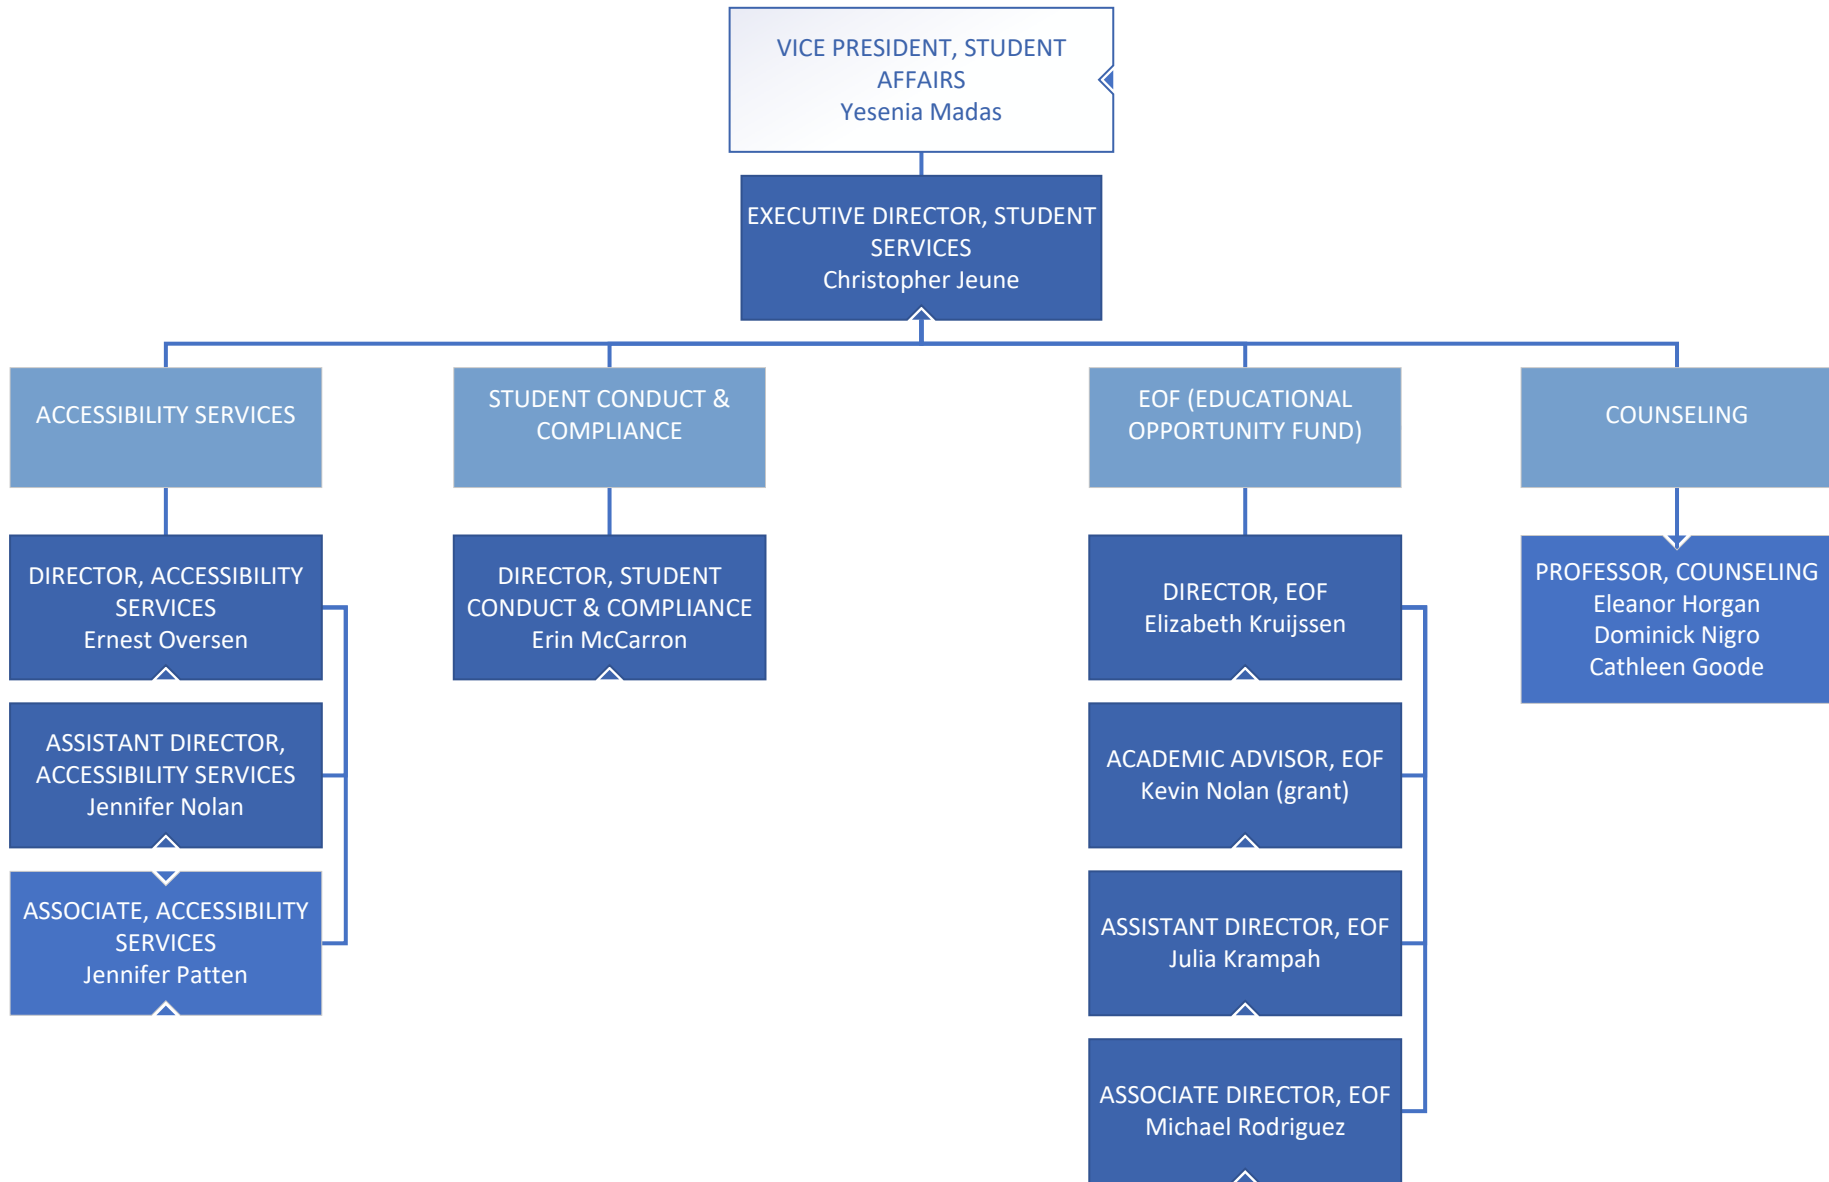 VICE PRESIDENT, STUDENT
AFFAIRS
Yesenia Madas
EXECUTIVE DIRECTOR, STUDENT
SERVICES
Christopher Jeune
ACCESSIBILITY SERVICES
STUDENT CONDUCT &
COMPLIANCE
EOF (EDUCATIONAL
OPPORTUNITY FUND)
COUNSELING
DIRECTOR, ACCESSIBILITY
SERVICES
Ernest Oversen
DIRECTOR, STUDENT
CONDUCT & COMPLIANCE
Erin McCarron
DIRECTOR, EOF
Elizabeth Kruijssen
PROFESSOR, COUNSELING
Eleanor Horgan
Dominick Nigro
Cathleen Goode
ASSISTANT DIRECTOR,
ACCESSIBILITY SERVICES
Jennifer Nolan
ACADEMIC ADVISOR, EOF
Kevin Nolan (grant)
ASSOCIATE, ACCESSIBILITY
SERVICES
Jennifer Patten
ASSISTANT DIRECTOR, EOF
Julia Krampah
ASSOCIATE DIRECTOR, EOF
Michael Rodriguez